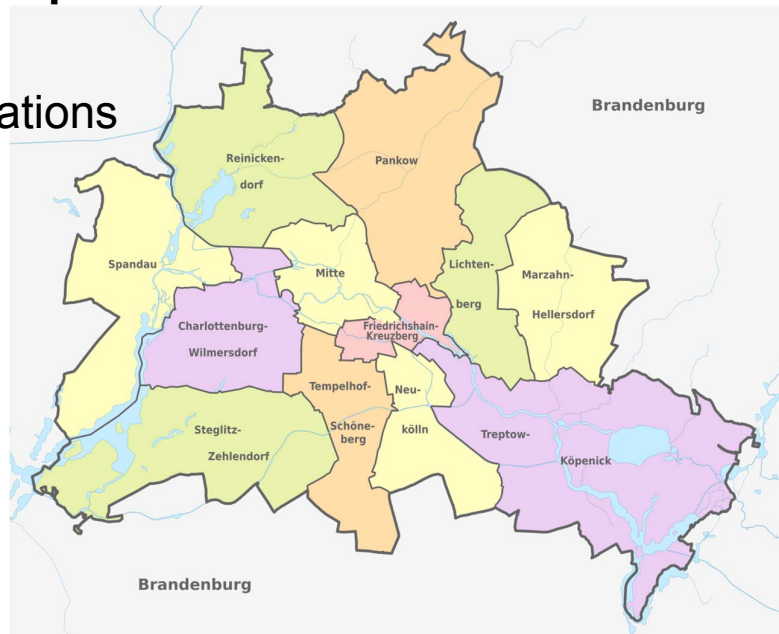 ations
Brandenburg
Reinicken-
dorf
Pankow
Spandau
Mitte
Lichten-
berg
Marzahn-
Hellersdorf
Charlottenburg-
Wilmersdorf
Friedrichshain-
Kreuzberg
Tempelhof-
Schöne-
berg
Neu-
kölln
Steglitz-
Zehlendorf
Treptow-
Köpenick
Brandenburg